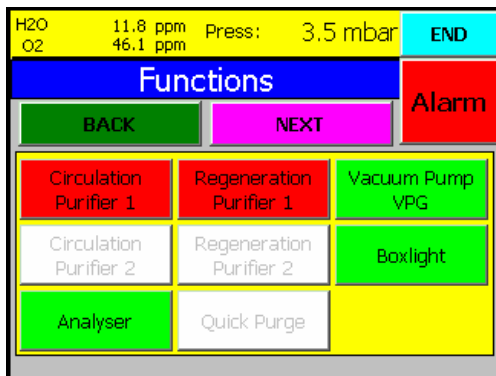 H2O 11.8 ppm Press: 3.5 mbar END
O2 46.1 ppm
Functions
Alarm
BACK NEXT
Circulation Purifier 1
Regeneration Purifier 1
Vacuum Pump VPG
Circulation Purifier 2
Regeneration Purifier 2
Boxlight
Analyser
Quick Purge